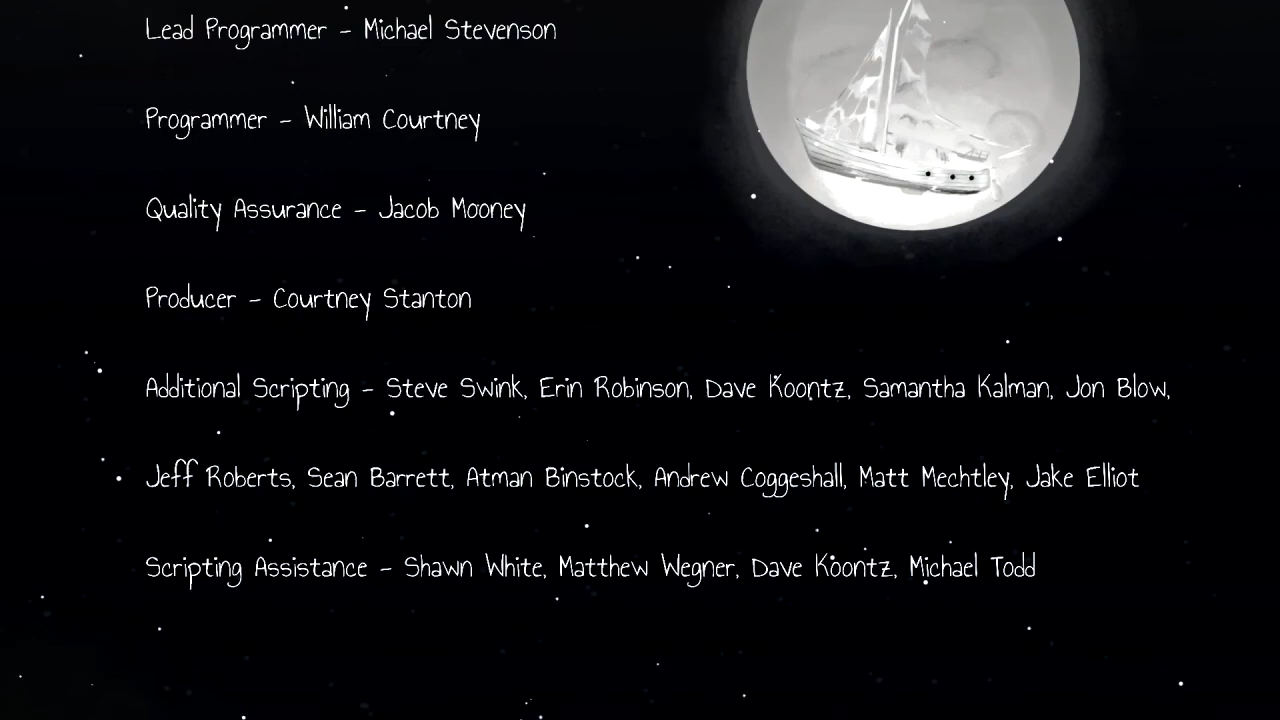 Lead Programmer - Michael Stevenson
Programmer - William Courtney
Quality Assurance - Jacob Mooney
Producer - Courtney Stanton
Additional Scripting - Steve Swink, Erin Robinson, Dave Koontz, Samantha Kalman, Jon Blow,
Jeff Roberts, Sean Barrett, Atman Binstock, Andrew Coggeshall, Matt Mechtley, Jake Elliot
Scripting Assistance - Shawn White, Matthew Wegner, Dave Koontz, Michael Todd